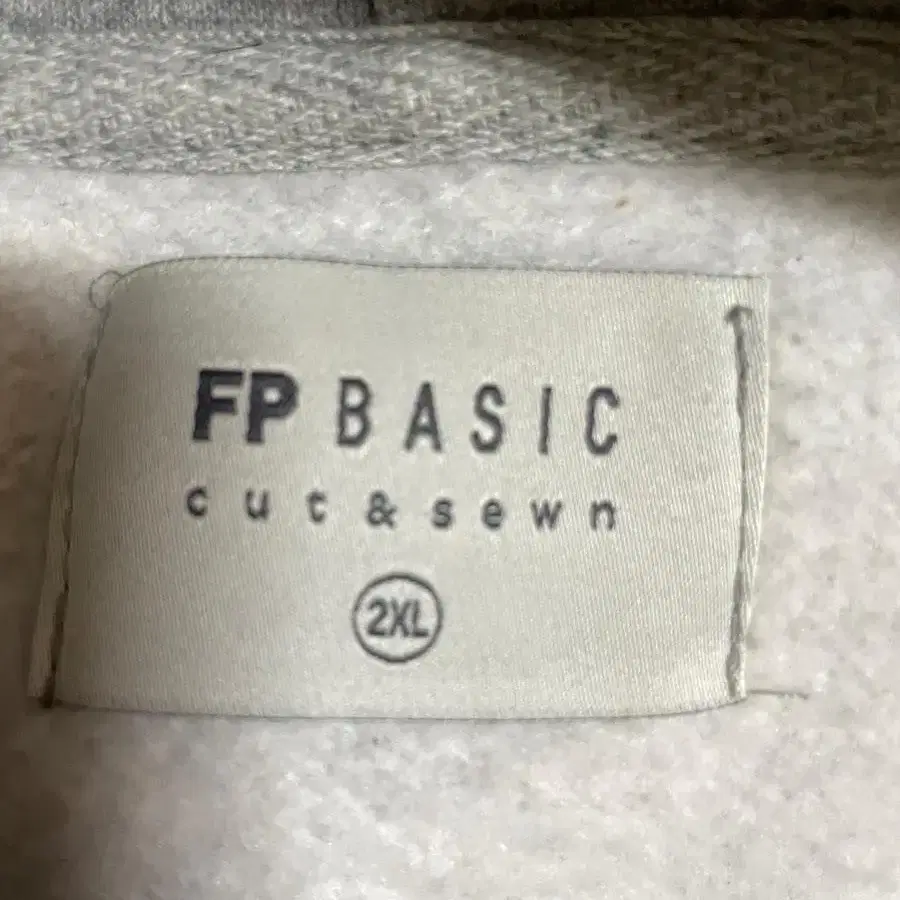 FP BASIC
cut & sewn
2XL